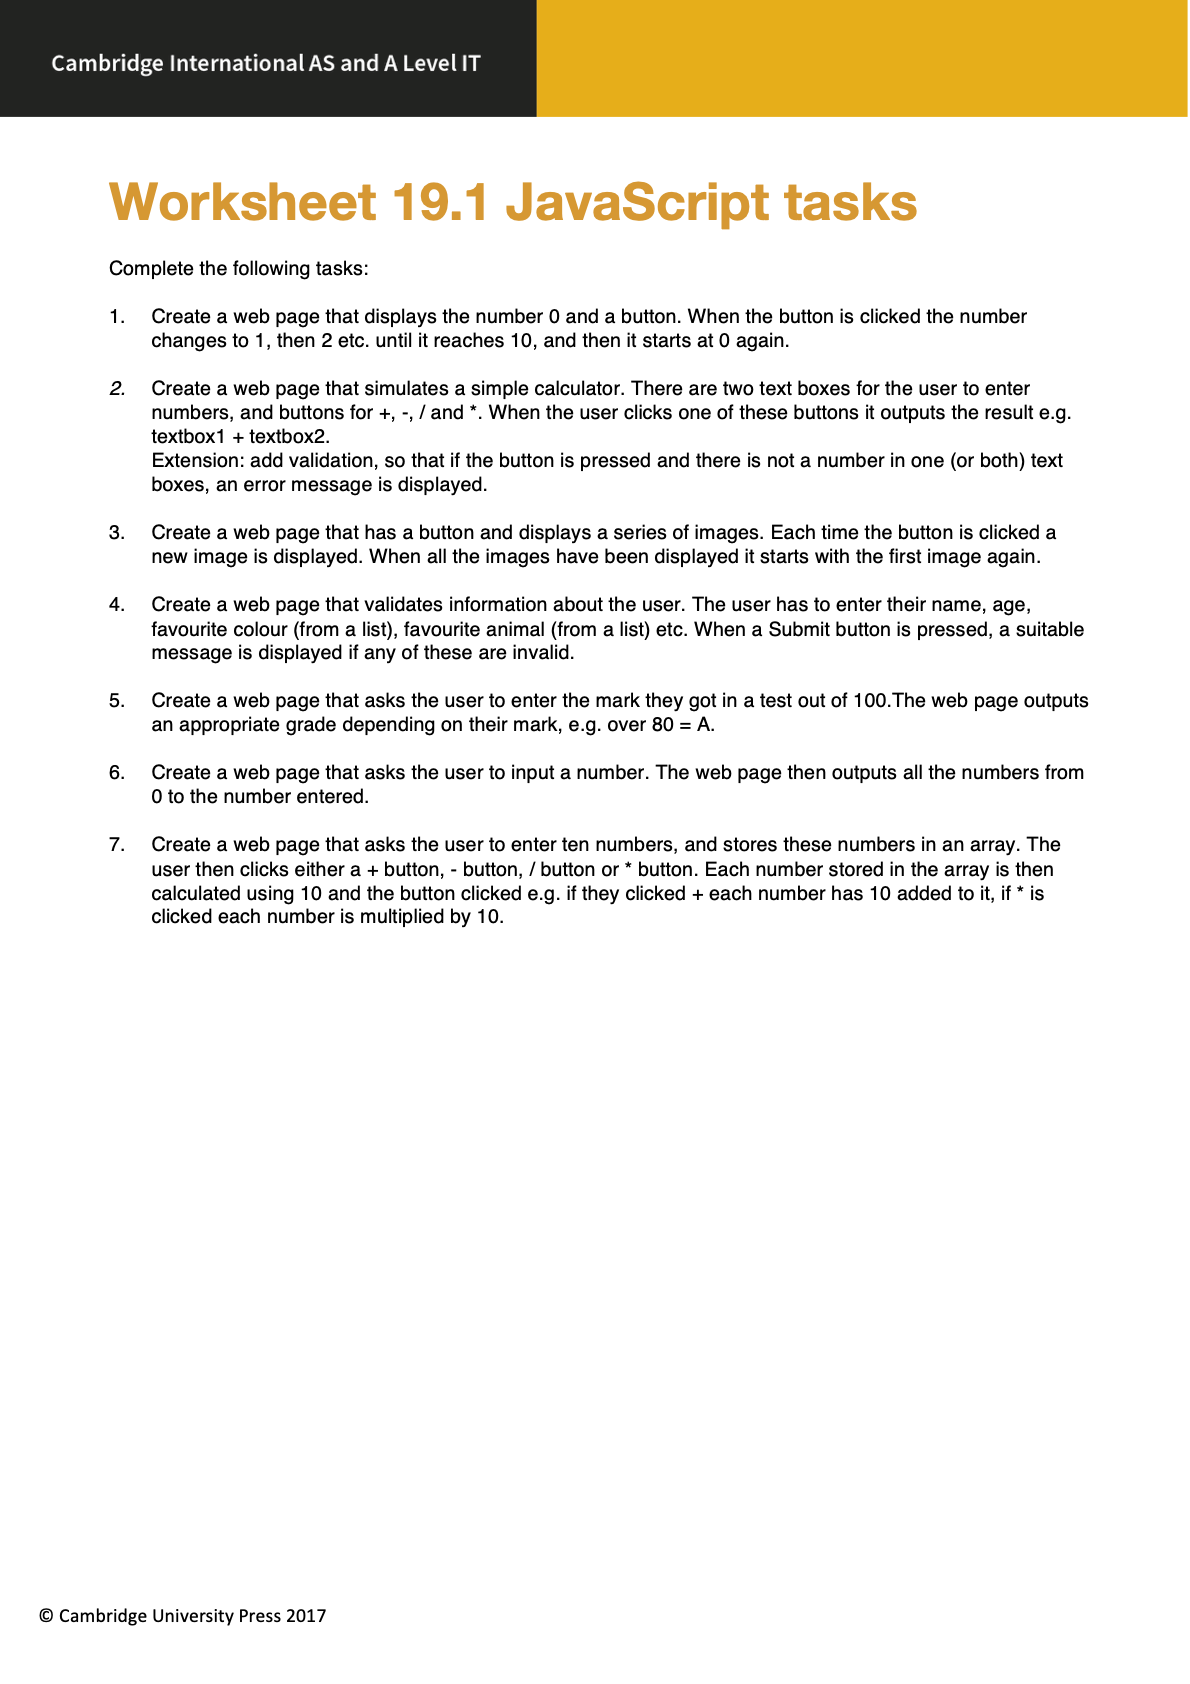 Cambridge International AS and A Level IT
Worksheet 19.1 JavaScript tasks
Complete the following tasks:
1. Create a web page that displays the number 0 and a button. When the button is clicked the number
changes to 1, then 2 etc. until it reaches 10, and then it starts at 0 again.
2. Create a web page that simulates a simple calculator. There are two text boxes for the user to enter
numbers, and buttons for +, -, / and *. When the user clicks one of these buttons it outputs the result e.g.
textbox1 + textbox2.
Extension: add validation, so that if the button is pressed and there is not a number in one (or both) text
boxes, an error message is displayed.
3. Create a web page that has a button and displays a series of images. Each time the button is clicked a
new image is displayed. When all the images have been displayed it starts with the first image again.
4. Create a web page that validates information about the user. The user has to enter their name, age,
favourite colour (from a list), favourite animal (from a list) etc. When a Submit button is pressed, a suitable
message is displayed if any of these are invalid.
5. Create a web page that asks the user to enter the mark they got in a test out of 100.The web page outputs
an appropriate grade depending on their mark, e.g. over 80 = A.
6. Create a web page that asks the user to input a number. The web page then outputs all the numbers from
0 to the number entered.
7. Create a web page that asks the user to enter ten numbers, and stores these numbers in an array. The
user then clicks either a + button, - button, / button or * button. Each number stored in the array is then
calculated using 10 and the button clicked e.g. if they clicked + each number has 10 added to it, if * is
clicked each number is multiplied by 10.
© Cambridge University Press 2017